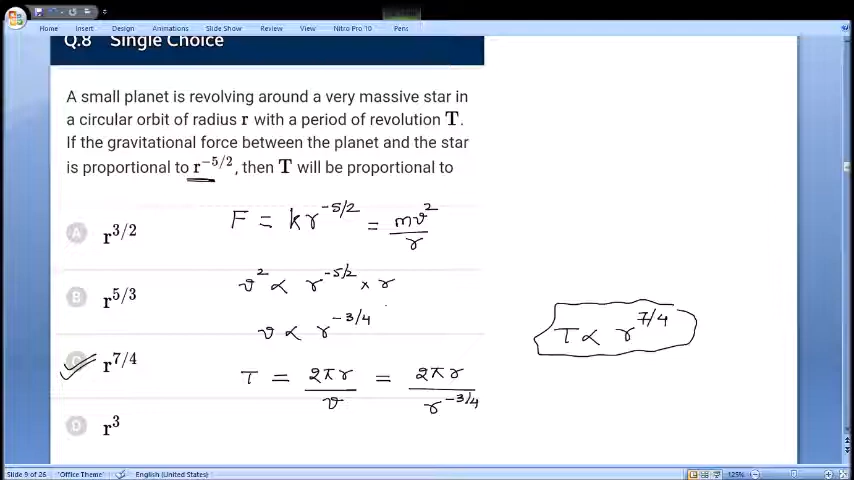 Home Insert Design Animations Slide Show Review View Nitro Pro 10 Pens
Q.8 Single Choice
A small planet is revolving around a very massive star in
a circular orbit of radius r with a period of revolution T.
If the gravitational force between the planet and the star
is proportional to r^{-5/2}, then T will be proportional to
A r^{3/2}
F = kr^{-5/2} = mv^2/r
v^2 ∝ r^{-5/2} × r
B r^{5/3}
v ∝ r^{-3/4}
T ∝ r^{7/4}
C r^{7/4}
T = 2πr/v = 2πr/r^{-3/4}
D r^3
Slide 9 of 26 "Office Theme" English (United States) 125%